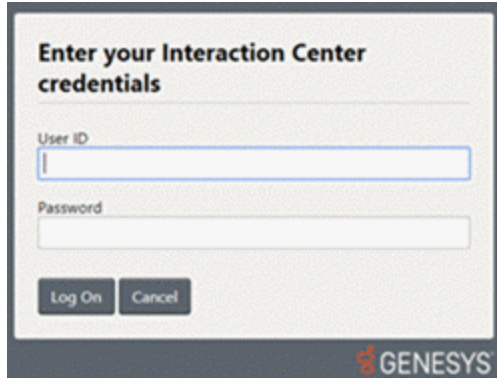 Enter your Interaction Center
credentials
User ID
Password
Log On Cancel
GENESYS